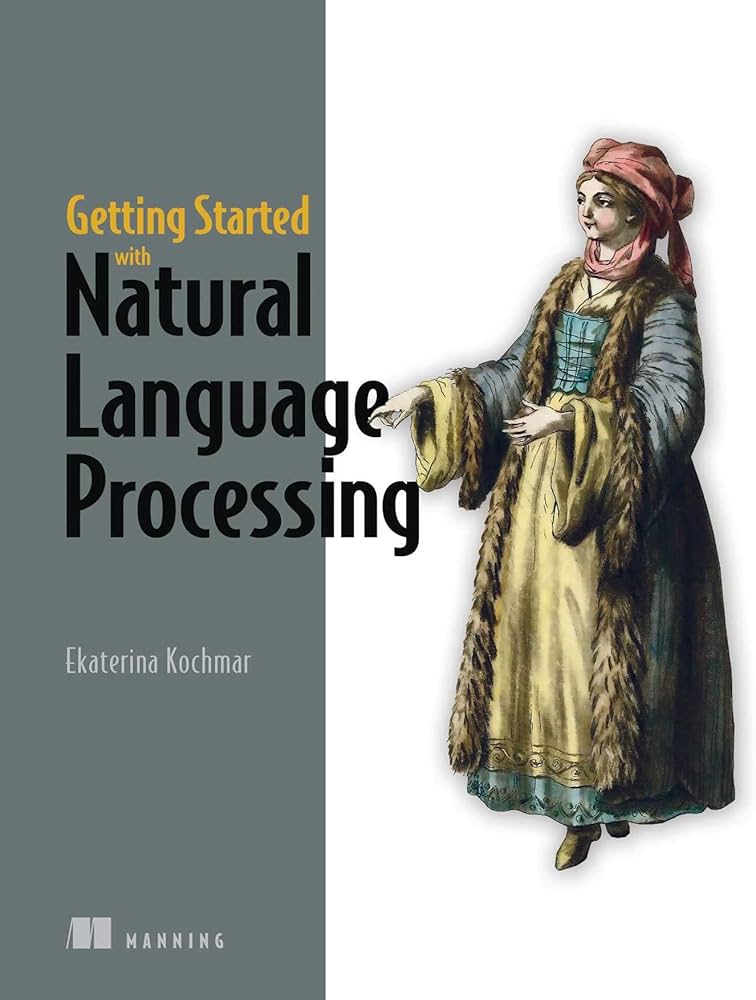 Getting Started
with
Natural
Language
Processing
Ekaterina Kochmar
MANNING